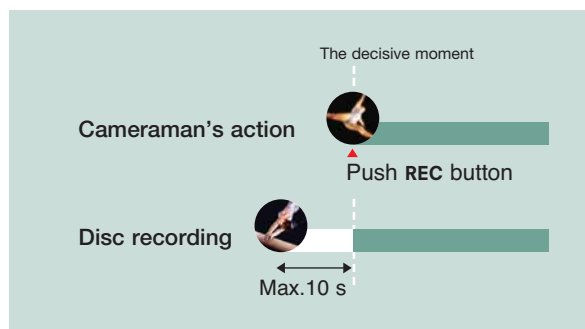 The decisive moment
Cameraman's action
Push REC button
Disc recording
Max.10 s